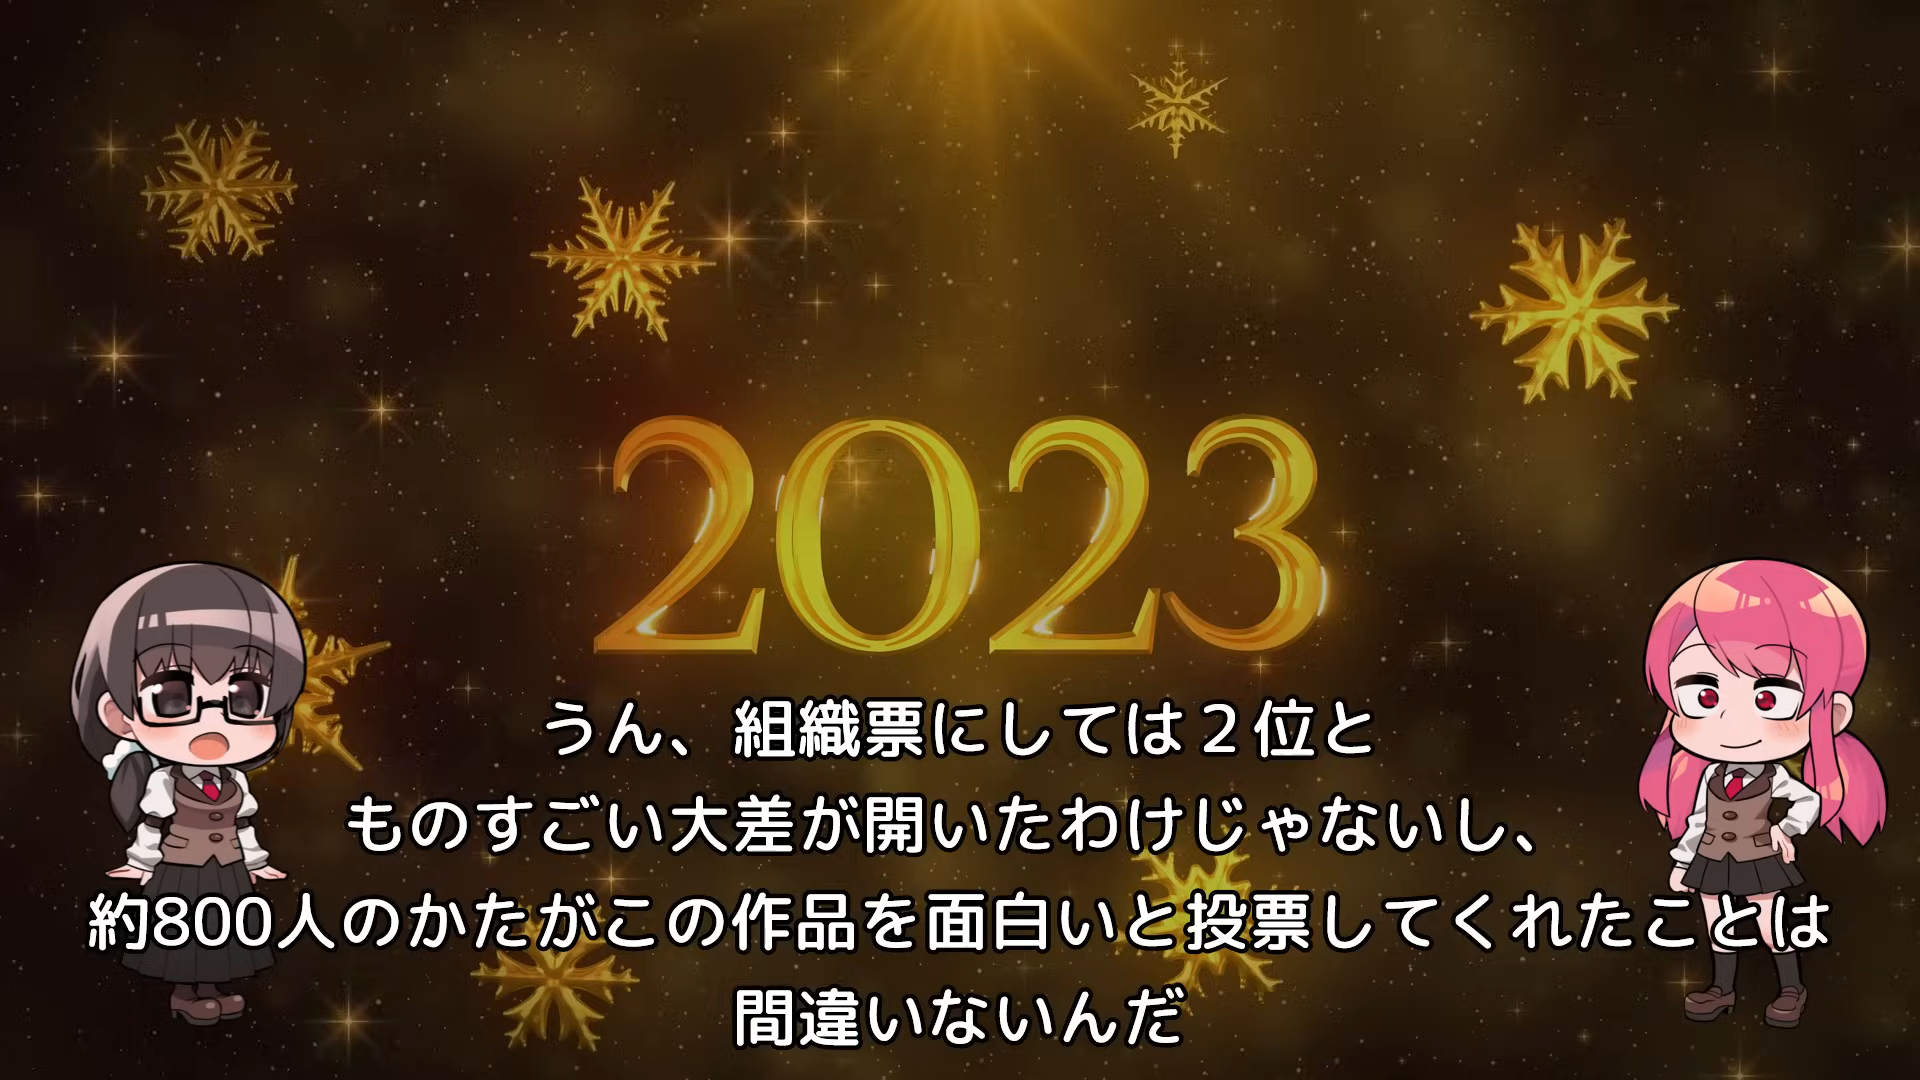 2023
うん、組織票にしては２位と
ものすごい大差が開いたわけじゃないし、
約800人のかたがこの作品を面白いと投票してくれたことは
間違いないんだ